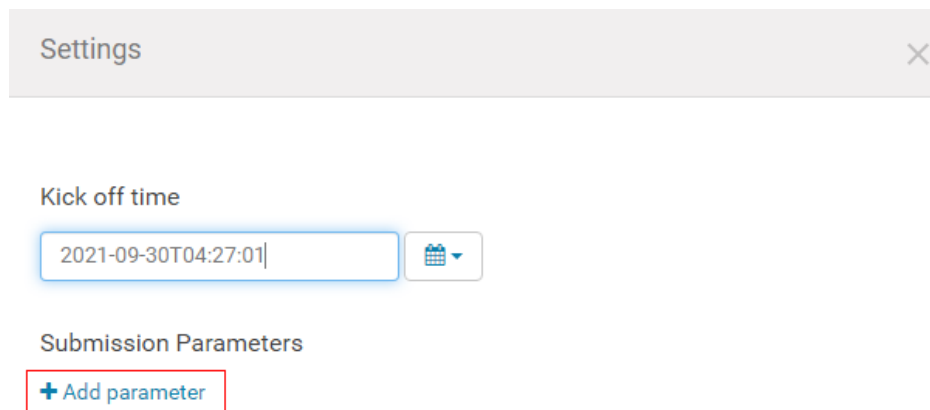 Settings
Kick off time
2021-09-30T04:27:01
Submission Parameters
Add parameter